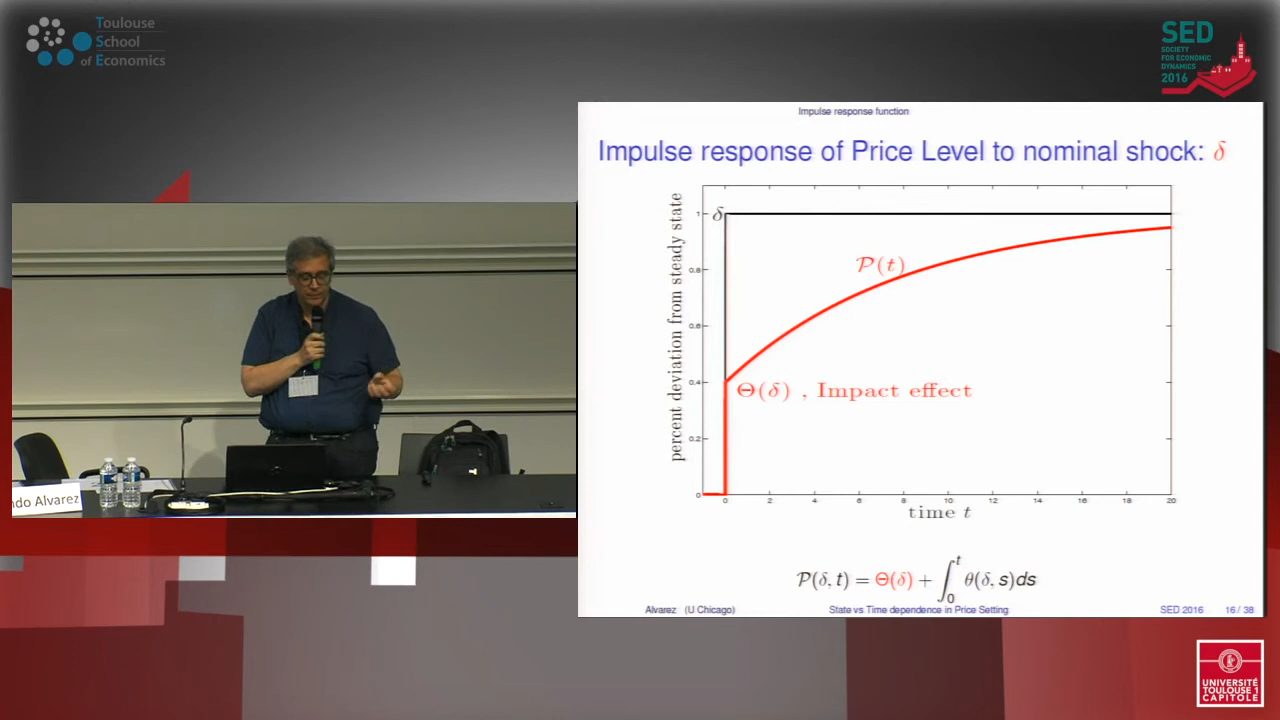 Toulouse
School
of Economics
SED
SOCIETY
FOR ECONOMIC
DYNAMICS
2016
Impulse response function
Impulse response of Price Level to nominal shock: δ
percent deviation from steady state
δ
1
0.8
0.6
0.4
0.2
0
𝒫(t)
Θ(δ) , Impact effect
0 2 4 6 8 10 12 14 16 18 20
time t
𝒫(δ, t) = Θ(δ) + ∫₀ᵗ θ(δ, s)ds
Alvarez (U Chicago) State vs Time dependence in Price Setting SED 2016 16 / 38
ndo Alvarez
UNIVERSITÉ
TOULOUSE 1
CAPITOLE